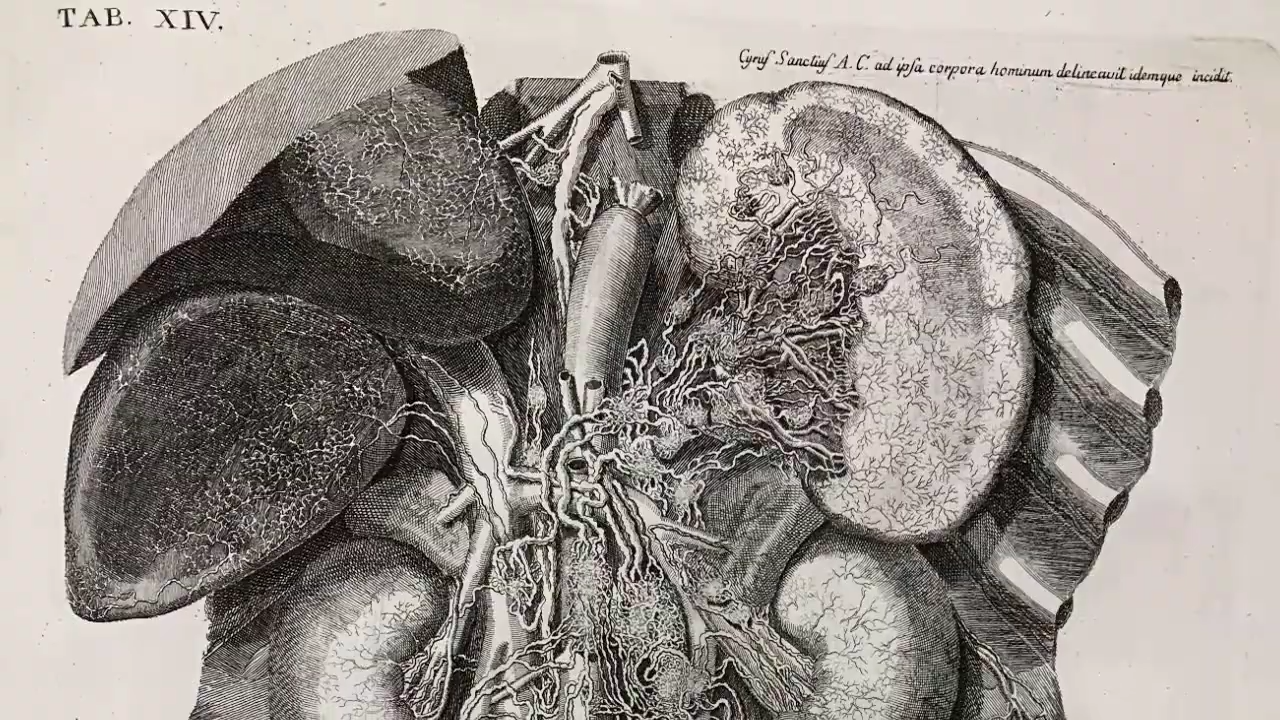 TAB. XIV.
Cyruſ Sanctiuſ A. C. ad ipſa corpora hominum delineavit idemque incidit.